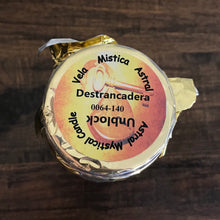 Vela Mistica Astral
Destrancadera
0064-140
Unblock
Astral Mystical Candle